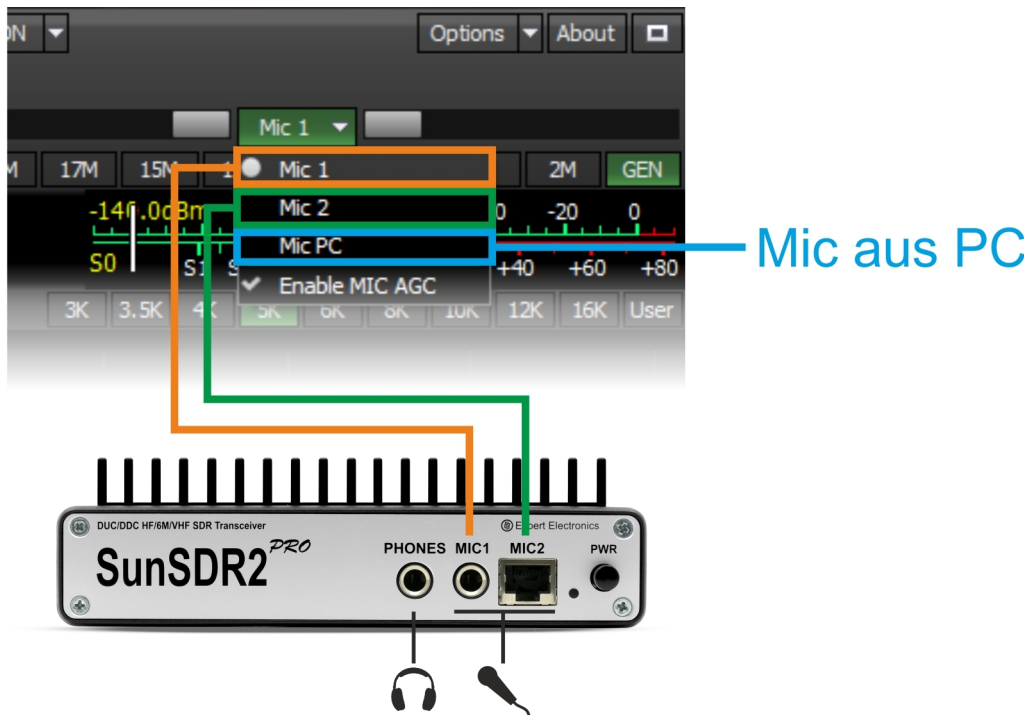 ON
Options About
Mic 1
17M 15M 2M GEN
Mic 1
Mic 2
Mic PC
Enable MIC AGC
-20 0
S0 S1 +40 +60 +80
3K 3.5K 4K 5K 6K 8K 10K 12K 16K User
Mic aus PC
DUC/DDC HF/6M/VHF SDR Transceiver
Expert Electronics
SunSDR2 PRO
PHONES MIC1 MIC2 PWR